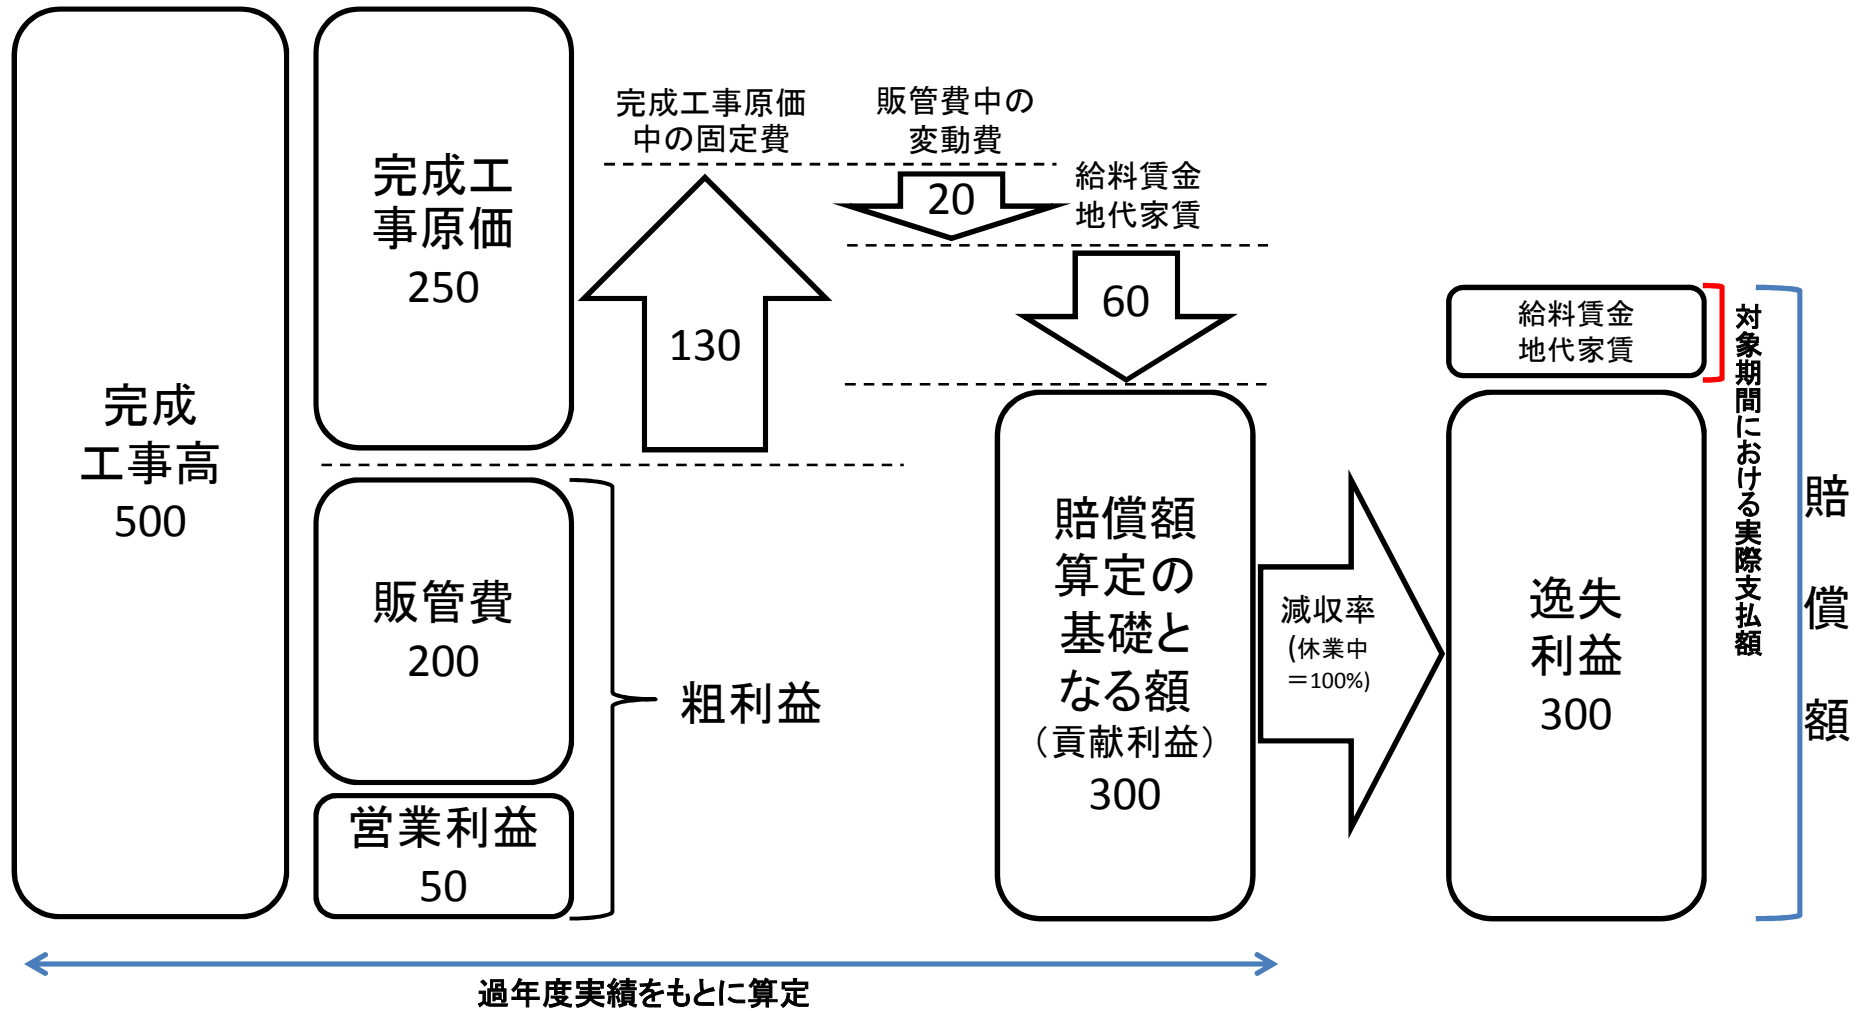 完成
工事高
500
完成工
事原価
250
販管費
200
営業利益
50
粗利益
完成工事原価
中の固定費
130
販管費中の
変動費
20
給料賃金
地代家賃
60
賠償額
算定の
基礎と
なる額
（貢献利益）
300
減収率
(休業中
＝100%)
給料賃金
地代家賃
逸失
利益
300
対象期間における実際支払額
賠償額
過年度実績をもとに算定